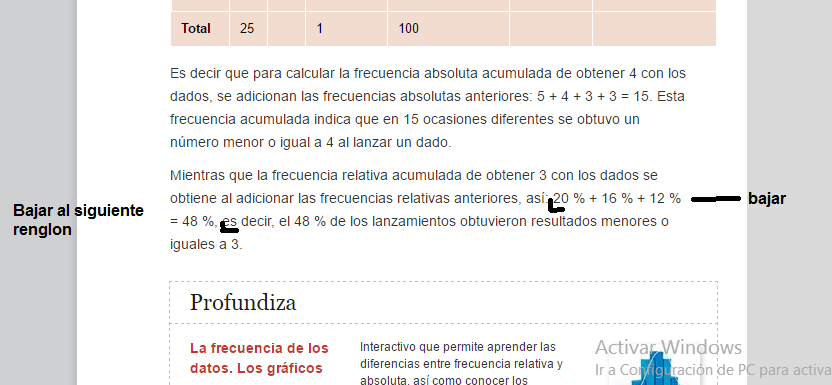 Total 25 1 100
Es decir que para calcular la frecuencia absoluta acumulada de obtener 4 con los
dados, se adicionan las frecuencias absolutas anteriores: 5 + 4 + 3 + 3 = 15. Esta
frecuencia acumulada indica que en 15 ocasiones diferentes se obtuvo un
número menor o igual a 4 al lanzar un dado.
Mientras que la frecuencia relativa acumulada de obtener 3 con los dados se
obtiene al adicionar las frecuencias relativas anteriores, así: 20 % + 16 % + 12 %
bajar
Bajar al siguiente
renglon
= 48 %, es decir, el 48 % de los lanzamientos obtuvieron resultados menores o
iguales a 3.
Profundiza
La frecuencia de los
datos. Los gráficos
Interactivo que permite aprender las
diferencias entre frecuencia relativa y
absoluta, así como conocer los
Activar Windows
Ir a Configuración de PC para activa